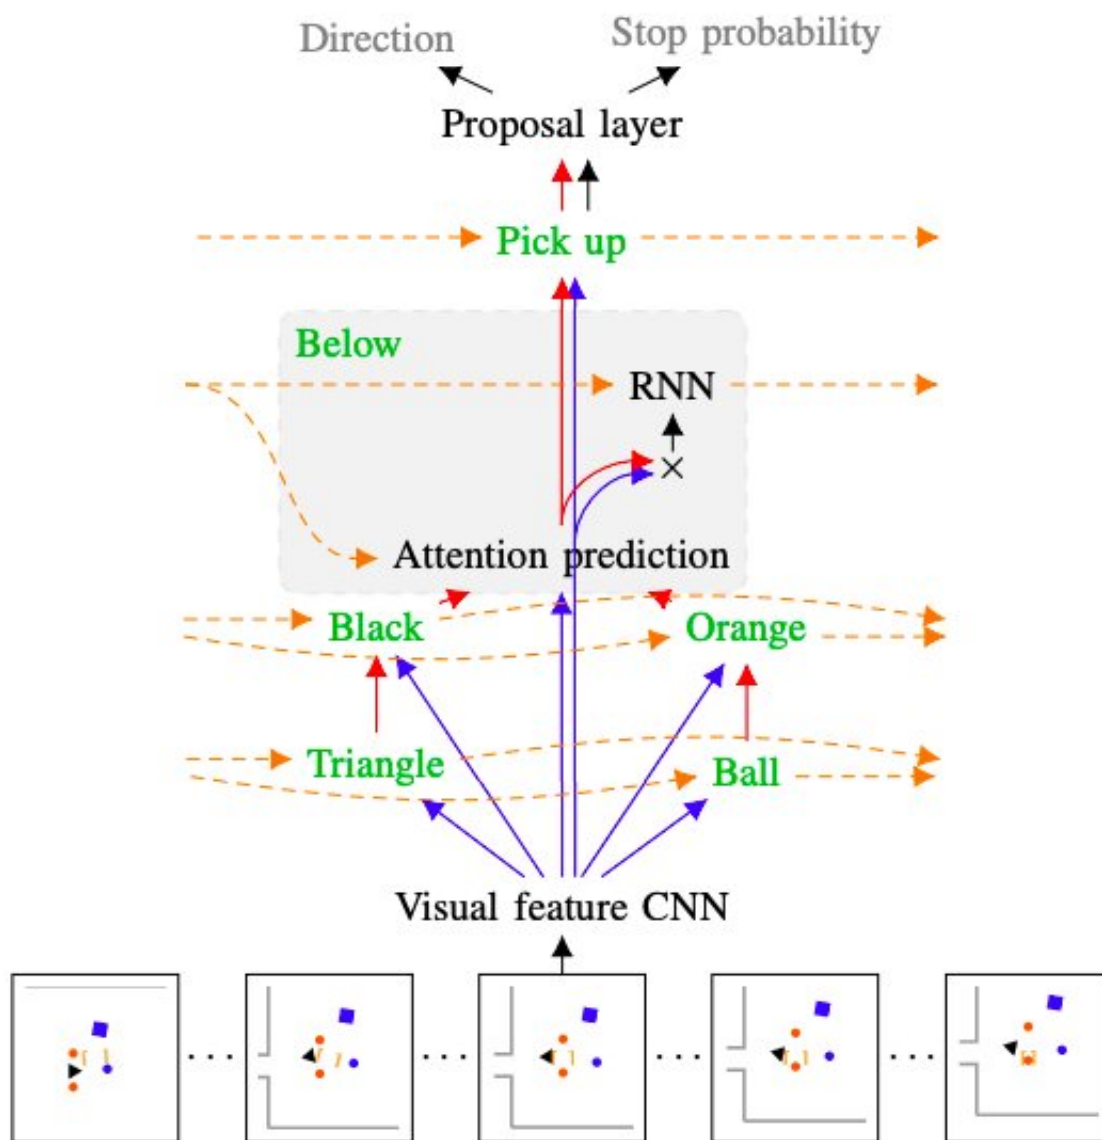 Direction
Stop probability
Proposal layer
Pick up
Below
RNN
×
Attention prediction
Black
Orange
Triangle
Ball
Visual feature CNN
. . .
. . .
. . .
. . .